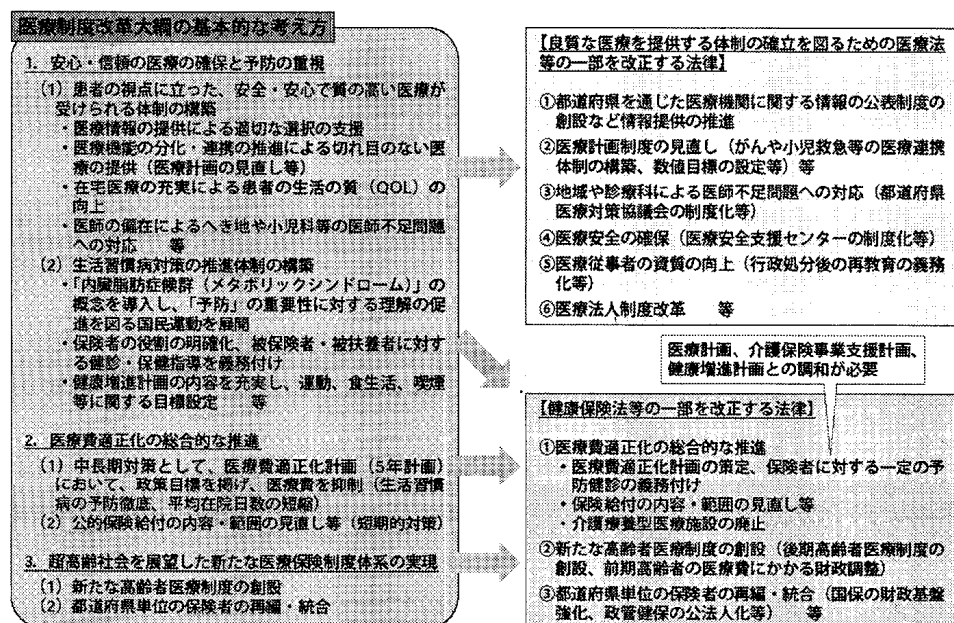 医療制度改革大綱の基本的な考え方
1. 安心・信頼の医療の確保と予防の重視
(1) 患者の視点に立った、安全・安心で質の高い医療が
受けられる体制の構築
・医療情報の提供による適切な選択の支援
・医療機能の分化・連携の推進による切れ目のない医
療の提供（医療計画の見直し等）
・在宅医療の充実による患者の生活の質（QOL）の
向上
・医師の偏在によるへき地や小児科等の医師不足問題
への対応　等
(2) 生活習慣病対策の推進体制の構築
・「内臓脂肪症候群（メタボリックシンドローム）」の
概念を導入し、「予防」の重要性に対する理解の促
進を図る国民運動を展開
・保険者の役割の明確化、被保険者・被扶養者に対す
る健診・保健指導を義務付け
・健康増進計画の内容を充実し、運動、食生活、喫煙
等に関する目標設定　等
2. 医療費適正化の総合的な推進
(1) 中長期対策として、医療費適正化計画（5年計画）
において、政策目標を掲げ、医療費を抑制（生活習慣
病の予防徹底、平均在院日数の短縮）
(2) 公的保険給付の内容・範囲の見直し等（短期的対策）
3. 超高齢社会を展望した新たな医療保険制度体系の実現
(1) 新たな高齢者医療制度の創設
(2) 都道府県単位の保険者の再編・統合
【良質な医療を提供する体制の確立を図るための医療法
等の一部を改正する法律】
①都道府県を通じた医療機関に関する情報の公表制度の
創設など情報提供の推進
②医療計画制度の見直し（がんや小児救急等の医療連携
体制の構築、数値目標の設定等）等
③地域や診療科による医師不足問題への対応（都道府県
医療対策協議会の制度化等）
④医療安全の確保（医療安全支援センターの制度化等）
⑤医療従事者の資質の向上（行政処分後の再教育の義務
化等）
⑥医療法人制度改革　等
医療計画、介護保険事業支援計画、
健康増進計画との調和が必要
【健康保険法等の一部を改正する法律】
①医療費適正化の総合的な推進
・医療費適正化計画の策定、保険者に対する一定の予
防健診の義務付け
・保険給付の内容・範囲の見直し等
・介護療養型医療施設の廃止
②新たな高齢者医療制度の創設（後期高齢者医療制度の
創設、前期高齢者の医療費にかかる財政調整）
③都道府県単位の保険者の再編・統合（国保の財政基盤
強化、政管健保の公法人化等）　等